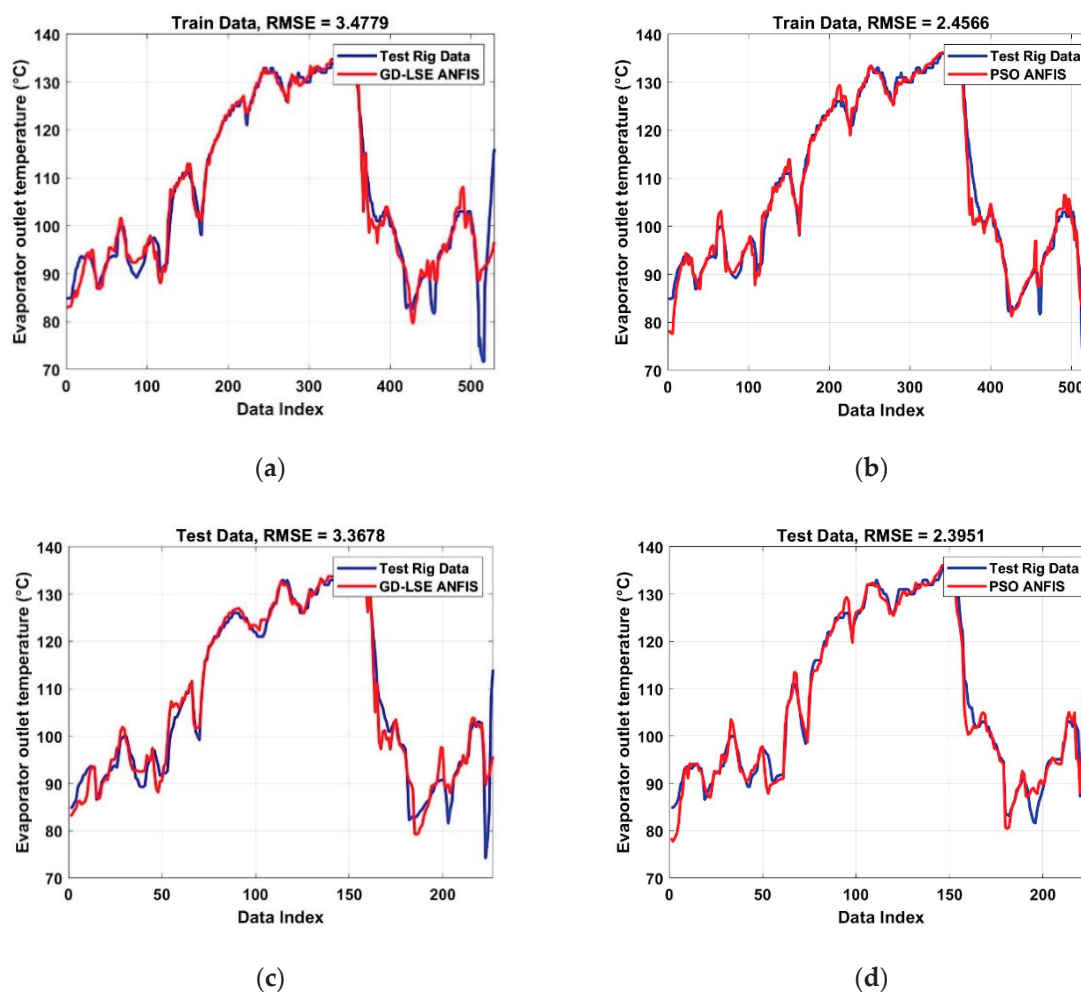 Train Data, RMSE = 3.4779
140
130
120
110
100
90
80
70
Evaporator outlet temperature (°C)
Test Rig Data
GD-LSE ANFIS
0 100 200 300 400 500
Data Index
(a)
Train Data, RMSE = 2.4566
140
130
120
110
100
90
80
70
Evaporator outlet temperature (°C)
Test Rig Data
PSO ANFIS
0 100 200 300 400 500
Data Index
(b)
Test Data, RMSE = 3.3678
140
130
120
110
100
90
80
70
Evaporator outlet temperature (°C)
Test Rig Data
GD-LSE ANFIS
0 50 100 150 200
Data Index
(c)
Test Data, RMSE = 2.3951
140
130
120
110
100
90
80
70
Evaporator outlet temperature (°C)
Test Rig Data
PSO ANFIS
0 50 100 150 200
Data Index
(d)